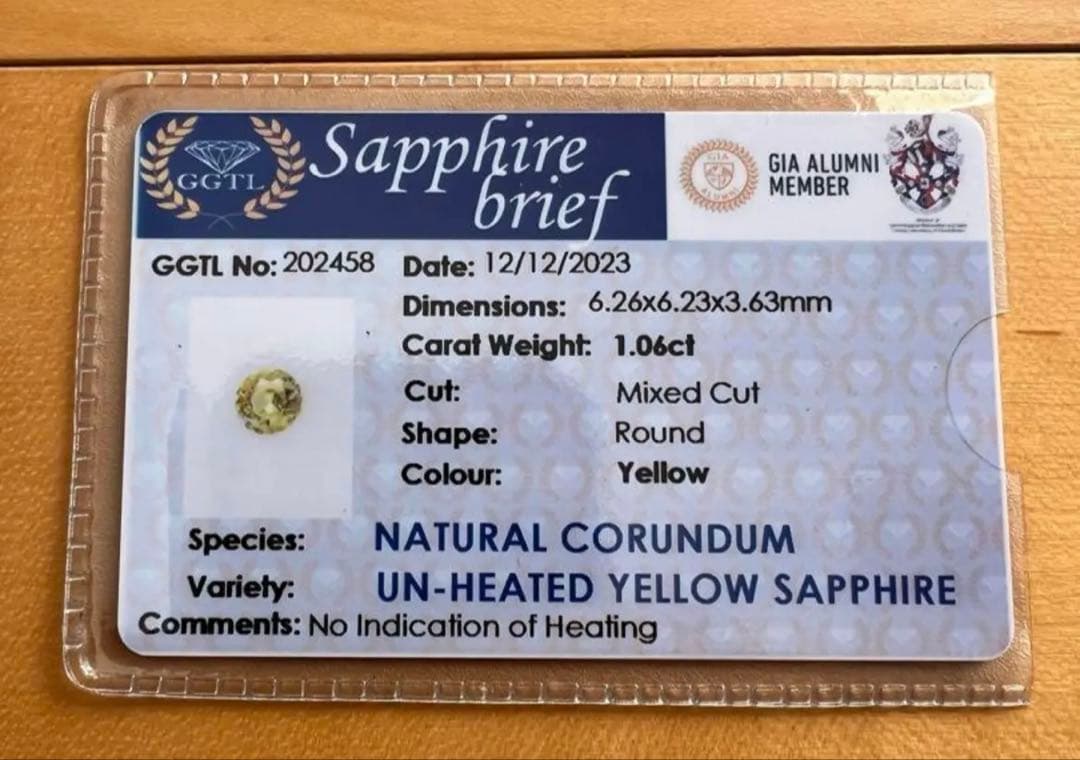 GGTL
Sapphire
brief
GIA
ALUMNI
GIA ALUMNI
MEMBER
GGTL No: 202458 Date: 12/12/2023
Dimensions: 6.26x6.23x3.63mm
Carat Weight: 1.06ct
Cut: Mixed Cut
Shape: Round
Colour: Yellow
Species: NATURAL CORUNDUM
Variety: UN-HEATED YELLOW SAPPHIRE
Comments: No Indication of Heating